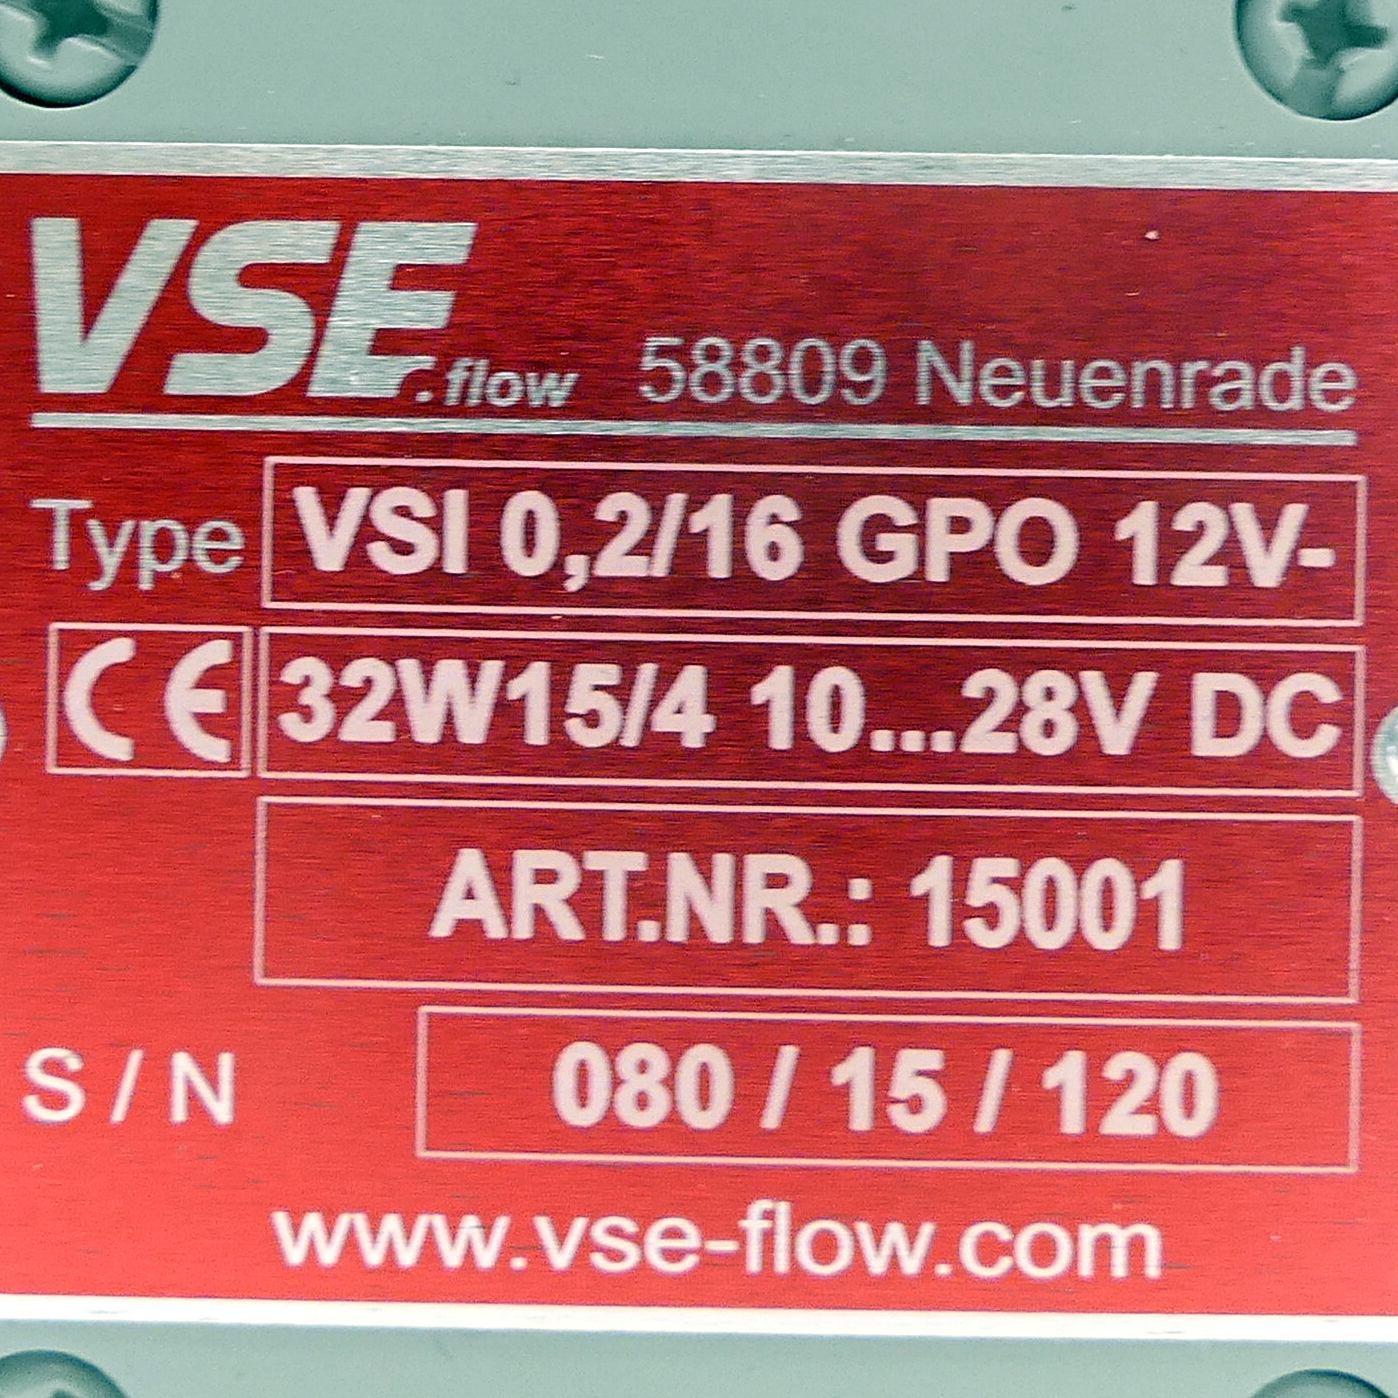 VSE.flow 58809 Neuenrade
Type VSI 0,2/16 GPO 12V-
CE 32W15/4 10...28V DC
ART.NR.: 15001
S / N 080 / 15 / 120
www.vse-flow.com